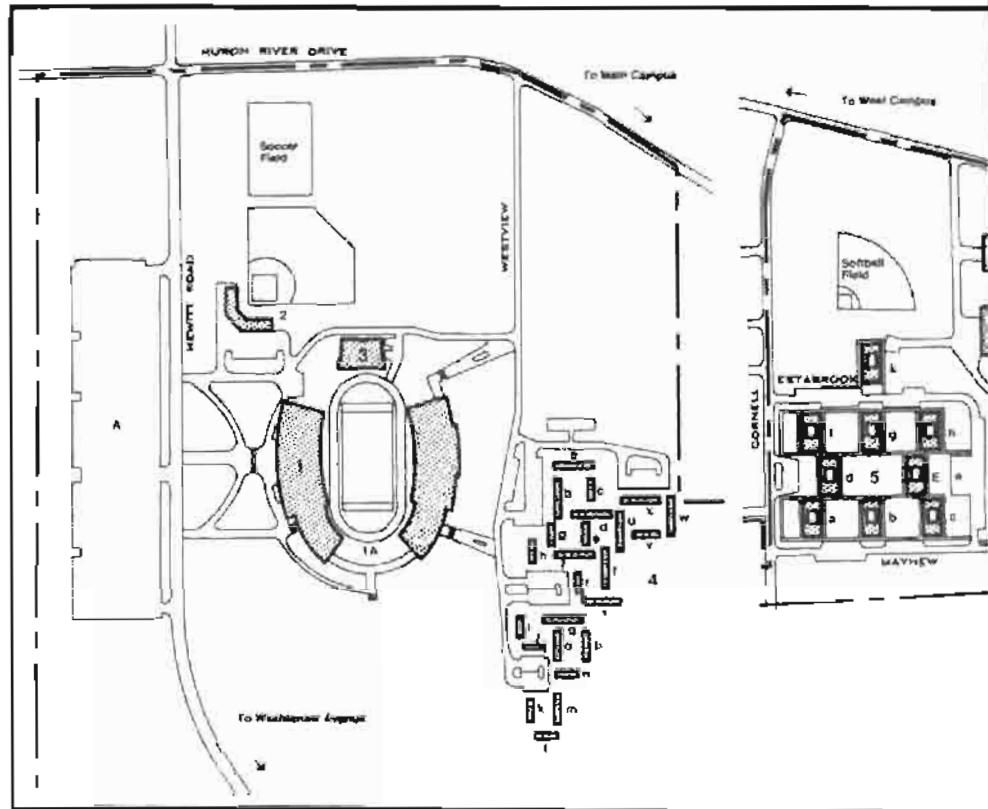 HURON RIVER DRIVE
To Main Campus
To West Campus
Soccer
Field
WESTVIEW
HEWITT ROAD
2
3
A
1
1A
Softball
Field
CORNELL
ESTABROOK
k
g
h
d
5
E
e
a
b
c
MAYHEW
b
c
x
w
d
u
e
v
h
f
4
q
o
p
n
k
m
To Washtenaw Avenue